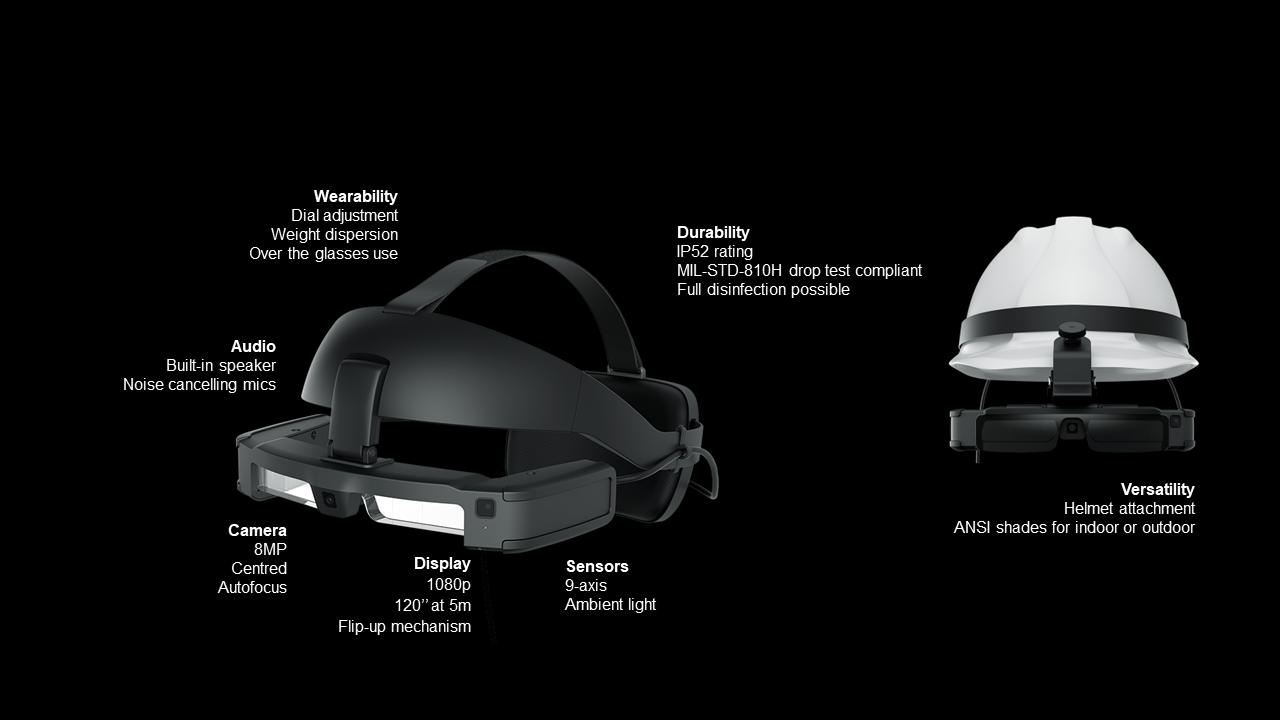 Wearability
Dial adjustment
Weight dispersion
Over the glasses use
Durability
IP52 rating
MIL-STD-810H drop test compliant
Full disinfection possible
Audio
Built-in speaker
Noise cancelling mics
Camera
8MP
Centred
Autofocus
Display
1080p
120’’ at 5m
Flip-up mechanism
Sensors
9-axis
Ambient light
Versatility
Helmet attachment
ANSI shades for indoor or outdoor